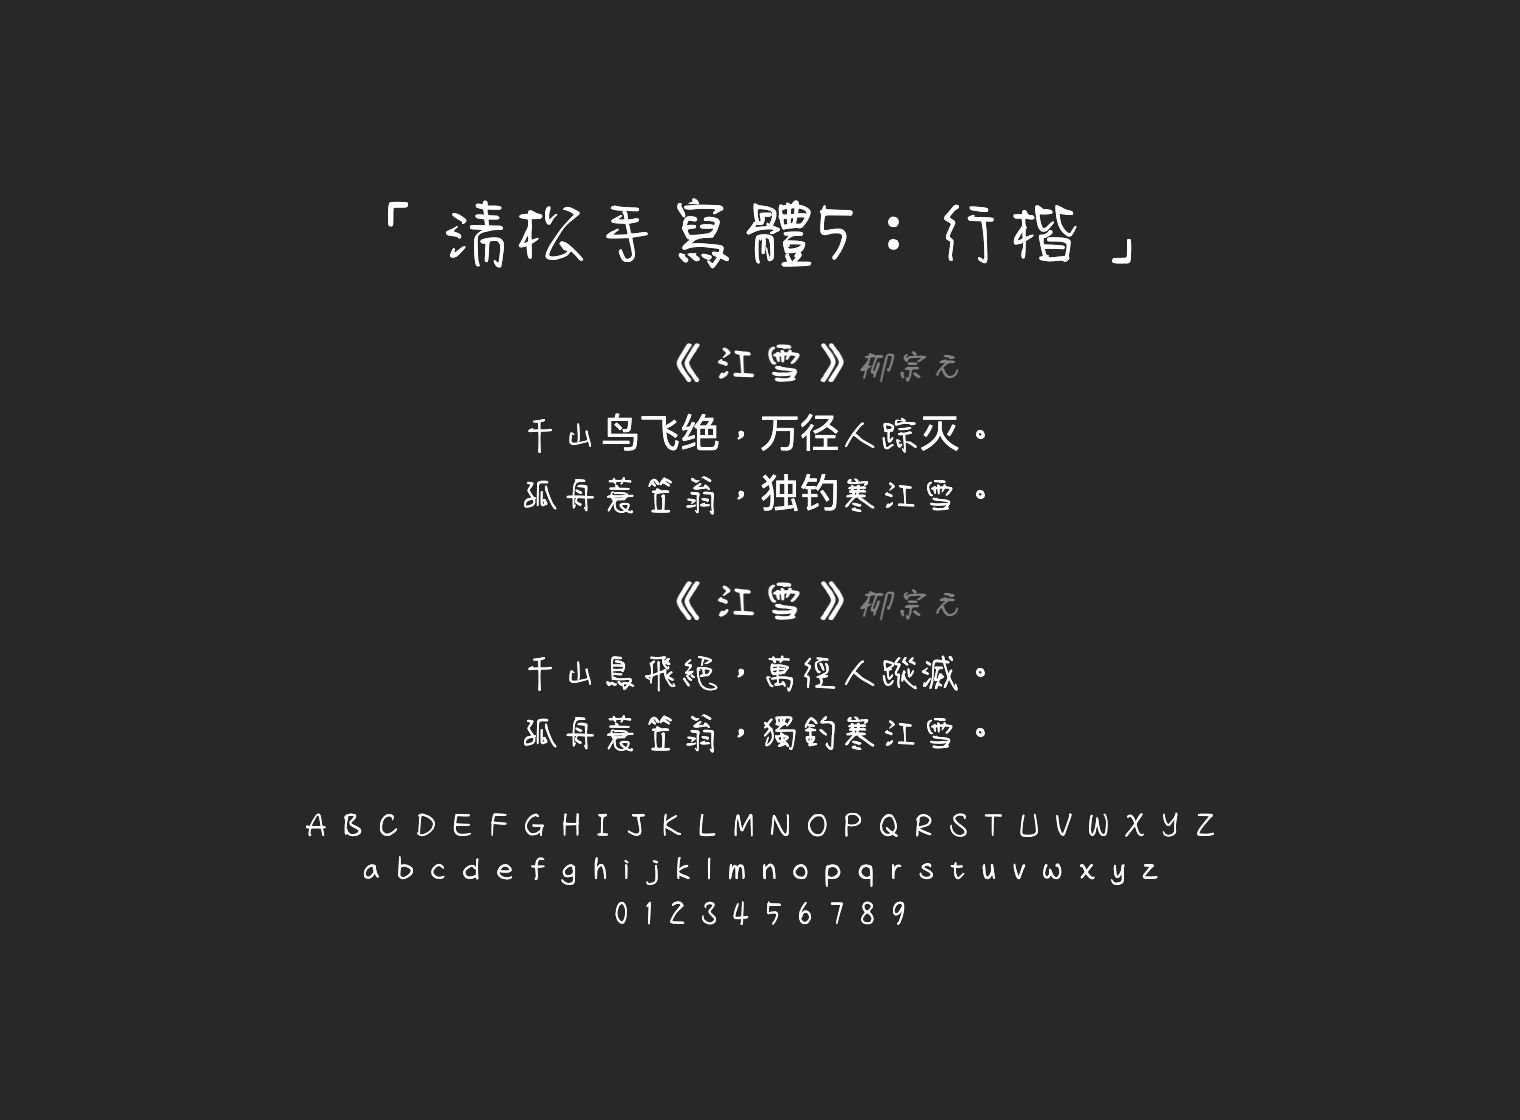 「清松手寫體5：行楷」
《江雪》柳宗元
千山鸟飞绝，万径人踪灭。
孤舟蓑笠翁，独钓寒江雪。
《江雪》柳宗元
千山鳥飛絕，萬徑人蹤滅。
孤舟蓑笠翁，獨釣寒江雪。
A B C D E F G H I J K L M N O P Q R S T U V W X Y Z
a b c d e f g h i j k l m n o p q r s t u v w x y z
0 1 2 3 4 5 6 7 8 9